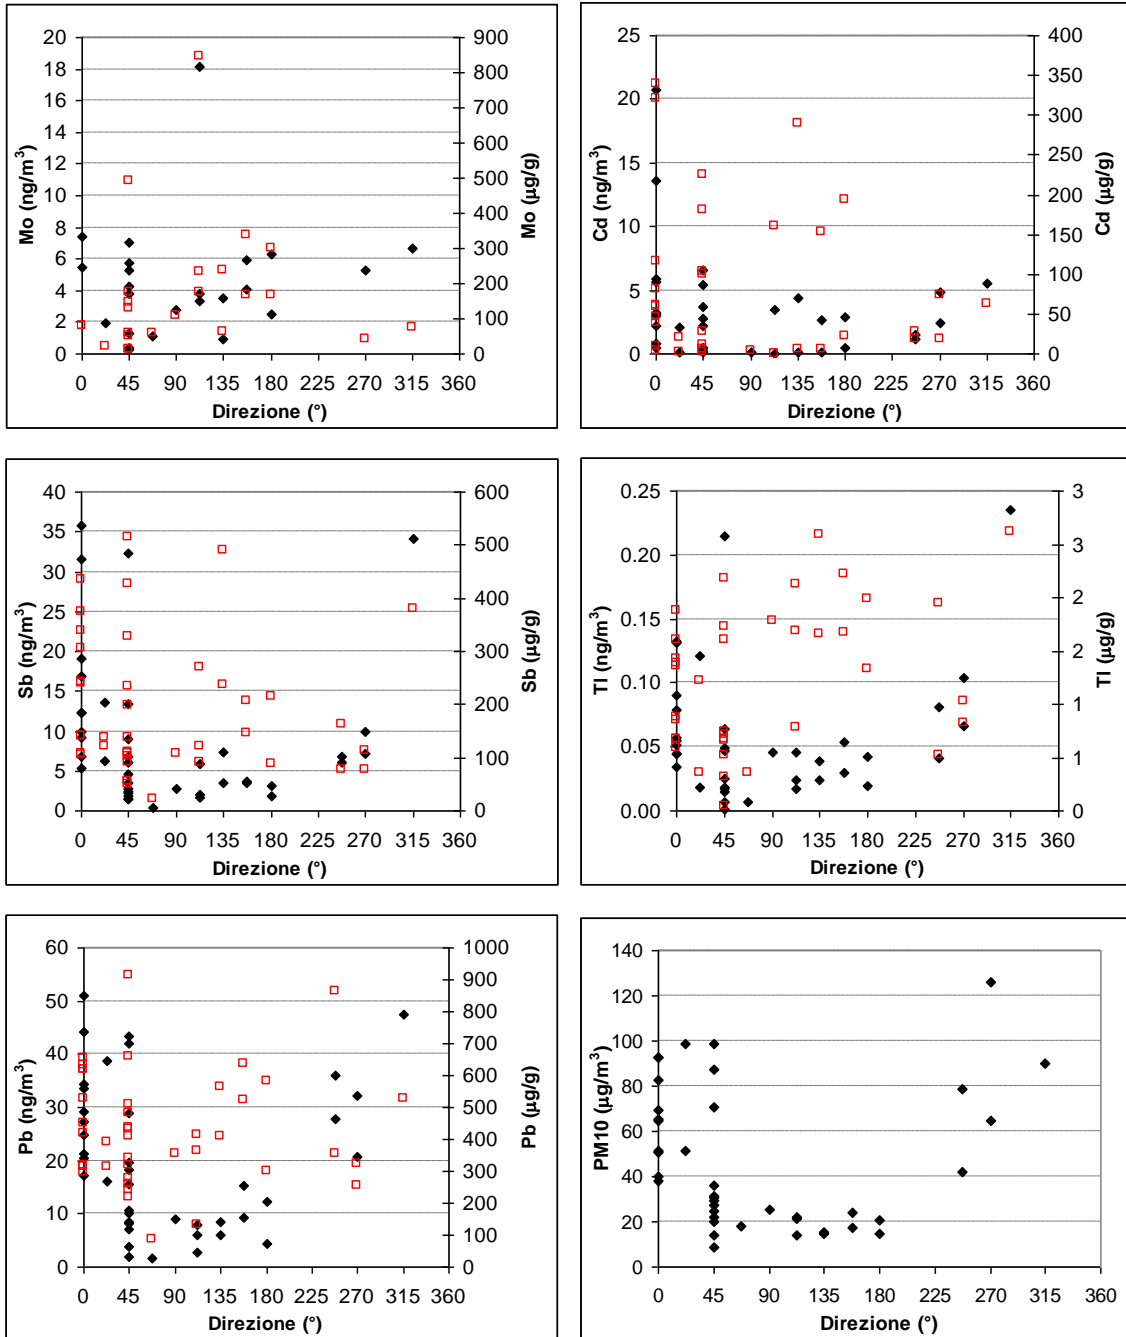 20 18 16 14 12 10 8 6 4 2 0
Mo (ng/m³)
900 800 700 600 500 400 300 200 100 0
Mo (µg/g)
0 45 90 135 180 225 270 315 360
Direzione (°)
25 20 15 10 5 0
Cd (ng/m³)
400 350 300 250 200 150 100 50 0
Cd (µg/g)
0 45 90 135 180 225 270 315 360
Direzione (°)
40 35 30 25 20 15 10 5 0
Sb (ng/m³)
600 500 400 300 200 100 0
Sb (µg/g)
0 45 90 135 180 225 270 315 360
Direzione (°)
0.25 0.20 0.15 0.10 0.05 0.00
Tl (ng/m³)
3 3 2 2 1 1 0
Tl (µg/g)
0 45 90 135 180 225 270 315 360
Direzione (°)
60 50 40 30 20 10 0
Pb (ng/m³)
1000 900 800 700 600 500 400 300 200 100 0
Pb (µg/g)
0 45 90 135 180 225 270 315 360
Direzione (°)
140 120 100 80 60 40 20 0
PM10 (µg/m³)
0 45 90 135 180 225 270 315 360
Direzione (°)